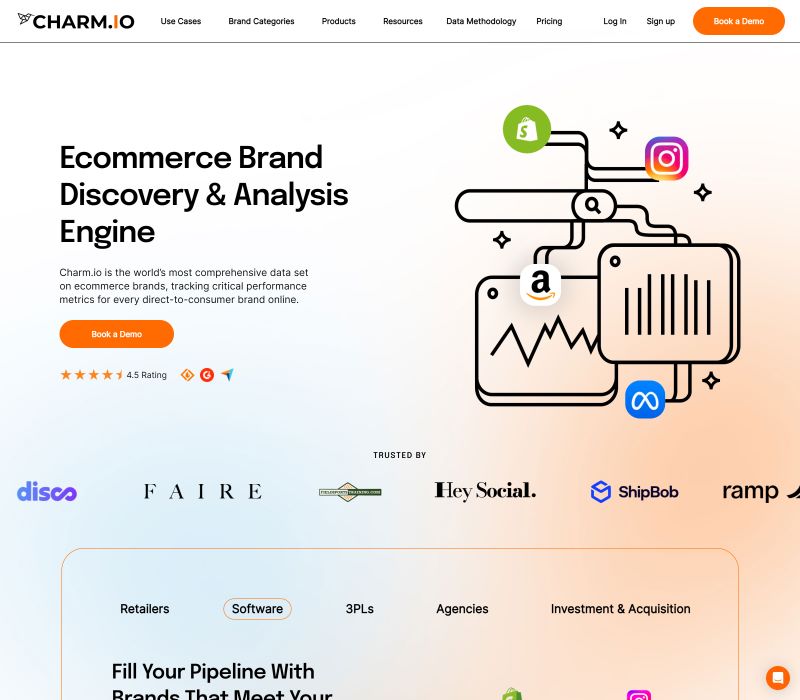 CHARM.IO
Use Cases
Brand Categories
Products
Resources
Data Methodology
Pricing
Log In
Sign up
Book a Demo
Ecommerce Brand
Discovery & Analysis
Engine
Charm.io is the world's most comprehensive data set
on ecommerce brands, tracking critical performance
metrics for every direct-to-consumer brand online.
Book a Demo
4.5 Rating
TRUSTED BY
disco
FAIRE
FIELDSPORTSTRAINING.COM
Hey Social.
ShipBob
ramp
Retailers
Software
3PLs
Agencies
Investment & Acquisition
Fill Your Pipeline With
Brands That Meet Your